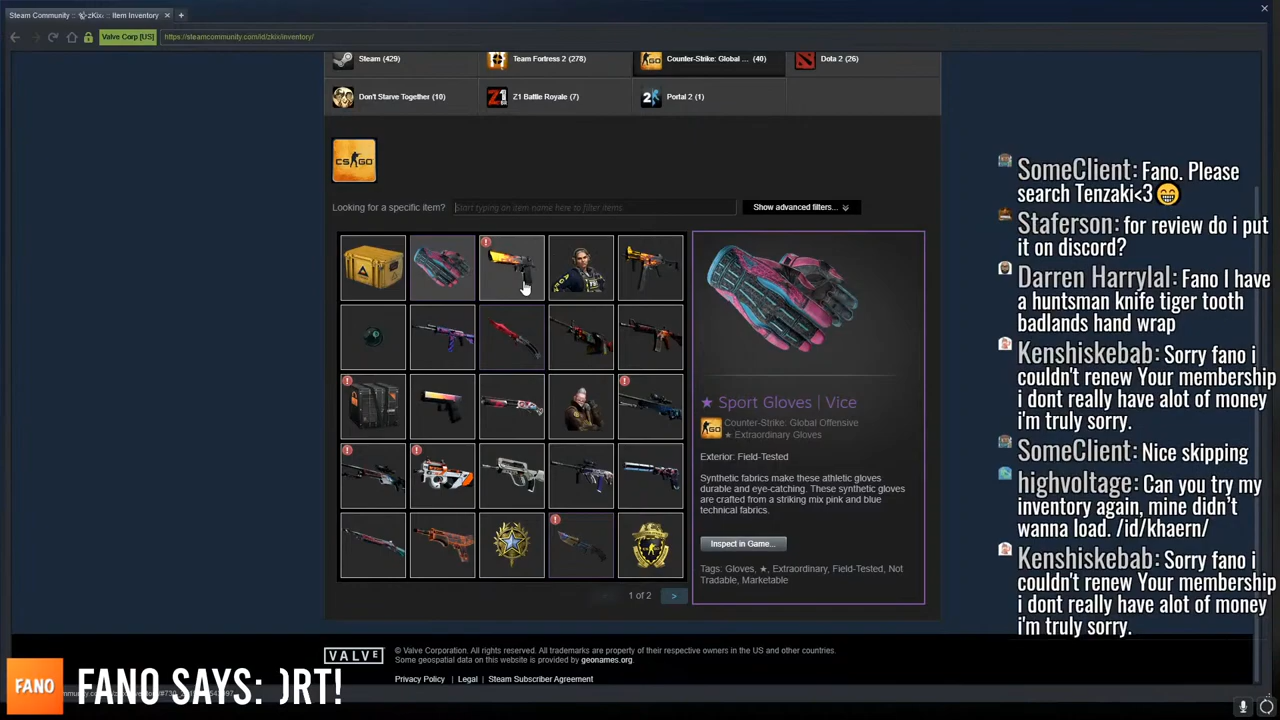 Steam Community :: zKix :: Item Inventory
Valve Corp [US]
https://steamcommunity.com/id/zkix/inventory/
Steam (429)
Team Fortress 2 (278)
Counter-Strike: Global ... (40)
Dota 2 (26)
Don't Starve Together (10)
Z1 Battle Royale (7)
Portal 2 (1)
CS GO
Looking for a specific item?
Start typing an item name here to filter items
Show advanced filters...
★ Sport Gloves | Vice
Counter-Strike: Global Offensive
★ Extraordinary Gloves
Exterior: Field-Tested
Synthetic fabrics make these athletic gloves
durable and eye-catching. These synthetic gloves
are crafted from a striking mix pink and blue
technical fabrics.
Inspect in Game...
Tags: Gloves, ★, Extraordinary, Field-Tested, Not
Tradable, Marketable
1 of 2
>
VALVE
© Valve Corporation. All rights reserved. All trademarks are property of their respective owners in the US and other countries.
Some geospatial data on this website is provided by geonames.org.
Privacy Policy | Legal | Steam Subscriber Agreement
SomeClient: Fano. Please
search Tenzaki<3 😁
Staferson: for review do i put
it on discord?
Darren Harrylal: Fano I have
a huntsman knife tiger tooth
badlands hand wrap
Kenshiskebab: Sorry fano i
couldn't renew Your membership
i dont really have alot of money
i'm truly sorry.
SomeClient: Nice skipping
highvoltage: Can you try my
inventory again, mine didn't
wanna load. /id/khaern/
Kenshiskebab: Sorry fano i
couldn't renew Your membership
i dont really have alot of money
i'm truly sorry.
FANO
FANO SAYS: )RT!